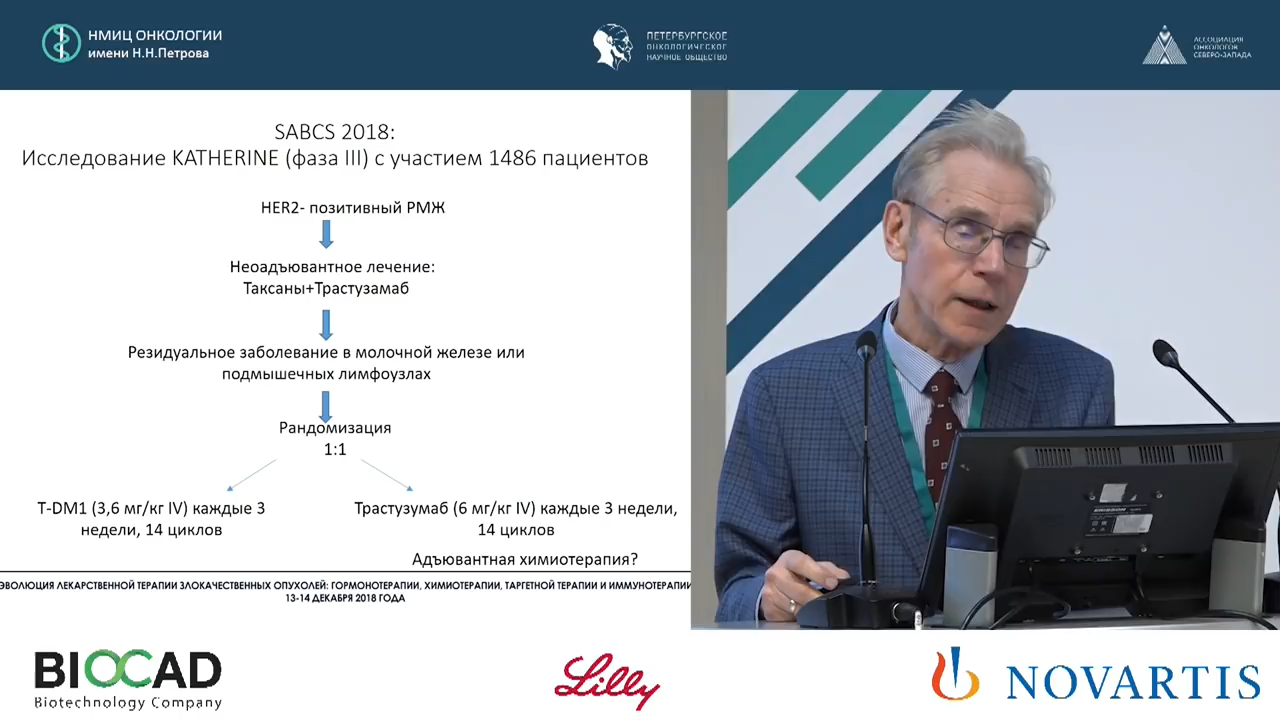 НМИЦ ОНКОЛОГИИ
имени Н.Н.Петрова
ПЕТЕРБУРГСКОЕ
ОНКОЛОГИЧЕСКОЕ
НАУЧНОЕ ОБЩЕСТВО
АССОЦИАЦИЯ
ОНКОЛОГОВ
СЕВЕРО-ЗАПАДА
SABCS 2018:
Исследование KATHERINE (фаза III) с участием 1486 пациентов
HER2- позитивный РМЖ
Неоадъювантное лечение:
Таксаны+Трастузамаб
Резидуальное заболевание в молочной железе или
подмышечных лимфоузлах
Рандомизация
1:1
T-DM1 (3,6 мг/кг IV) каждые 3
недели, 14 циклов
Трастузумаб (6 мг/кг IV) каждые 3 недели,
14 циклов
Адъювантная химиотерапия?
ЭВОЛЮЦИЯ ЛЕКАРСТВЕННОЙ ТЕРАПИИ ЗЛОКАЧЕСТВЕННЫХ ОПУХОЛЕЙ: ГОРМОНОТЕРАПИИ, ХИМИОТЕРАПИИ, ТАРГЕТНОЙ ТЕРАПИИ И ИММУНОТЕРАПИИ
13-14 ДЕКАБРЯ 2018 ГОДА
BIOCAD
Biotechnology Company
Lilly
NOVARTIS